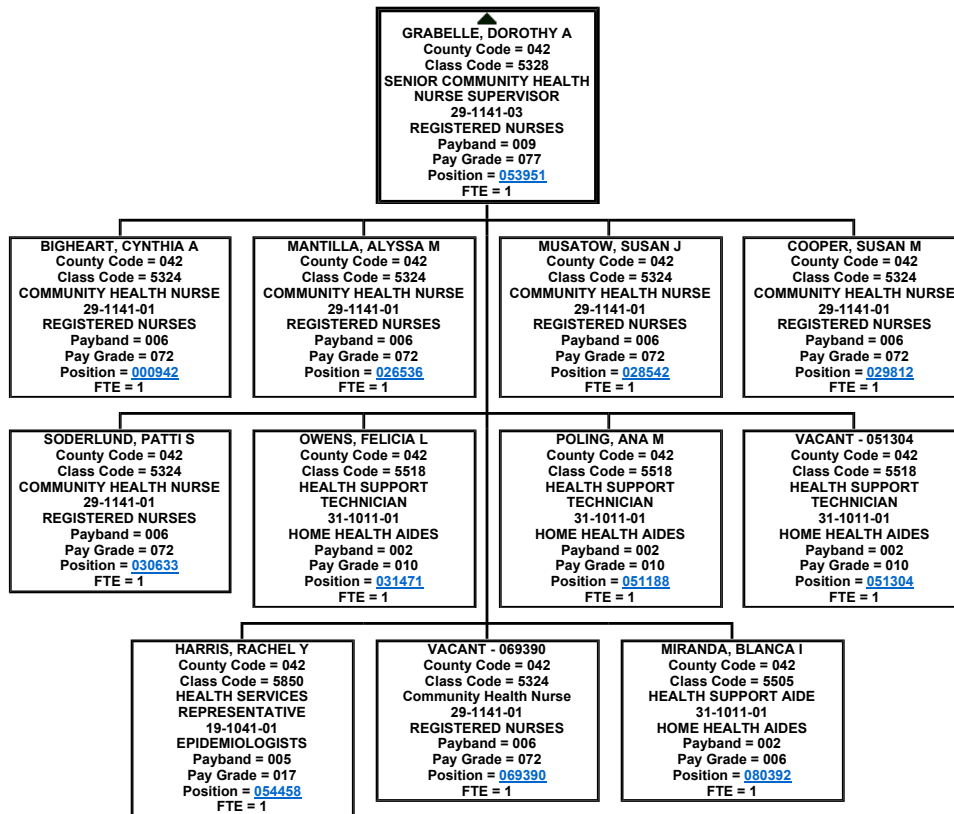 GRABELLE, DOROTHY A
County Code = 042
Class Code = 5328
SENIOR COMMUNITY HEALTH
NURSE SUPERVISOR
29-1141-03
REGISTERED NURSES
Payband = 009
Pay Grade = 077
Position = 053951
FTE = 1
BIGHEART, CYNTHIA A
County Code = 042
Class Code = 5324
COMMUNITY HEALTH NURSE
29-1141-01
REGISTERED NURSES
Payband = 006
Pay Grade = 072
Position = 000942
FTE = 1
MANTILLA, ALYSSA M
County Code = 042
Class Code = 5324
COMMUNITY HEALTH NURSE
29-1141-01
REGISTERED NURSES
Payband = 006
Pay Grade = 072
Position = 026536
FTE = 1
MUSATOW, SUSAN J
County Code = 042
Class Code = 5324
COMMUNITY HEALTH NURSE
29-1141-01
REGISTERED NURSES
Payband = 006
Pay Grade = 072
Position = 028542
FTE = 1
COOPER, SUSAN M
County Code = 042
Class Code = 5324
COMMUNITY HEALTH NURSE
29-1141-01
REGISTERED NURSES
Payband = 006
Pay Grade = 072
Position = 029812
FTE = 1
SODERLUND, PATTI S
County Code = 042
Class Code = 5324
COMMUNITY HEALTH NURSE
29-1141-01
REGISTERED NURSES
Payband = 006
Pay Grade = 072
Position = 030633
FTE = 1
OWENS, FELICIA L
County Code = 042
Class Code = 5518
HEALTH SUPPORT
TECHNICIAN
31-1011-01
HOME HEALTH AIDES
Payband = 002
Pay Grade = 010
Position = 031471
FTE = 1
POLING, ANA M
County Code = 042
Class Code = 5518
HEALTH SUPPORT
TECHNICIAN
31-1011-01
HOME HEALTH AIDES
Payband = 002
Pay Grade = 010
Position = 051188
FTE = 1
VACANT - 051304
County Code = 042
Class Code = 5518
HEALTH SUPPORT
TECHNICIAN
31-1011-01
HOME HEALTH AIDES
Payband = 002
Pay Grade = 010
Position = 051304
FTE = 1
HARRIS, RACHEL Y
County Code = 042
Class Code = 5850
HEALTH SERVICES
REPRESENTATIVE
19-1041-01
EPIDEMIOLOGISTS
Payband = 005
Pay Grade = 017
Position = 054458
FTE = 1
VACANT - 069390
County Code = 042
Class Code = 5324
Community Health Nurse
29-1141-01
REGISTERED NURSES
Payband = 006
Pay Grade = 072
Position = 069390
FTE = 1
MIRANDA, BLANCA I
County Code = 042
Class Code = 5505
HEALTH SUPPORT AIDE
31-1011-01
HOME HEALTH AIDES
Payband = 002
Pay Grade = 006
Position = 080392
FTE = 1